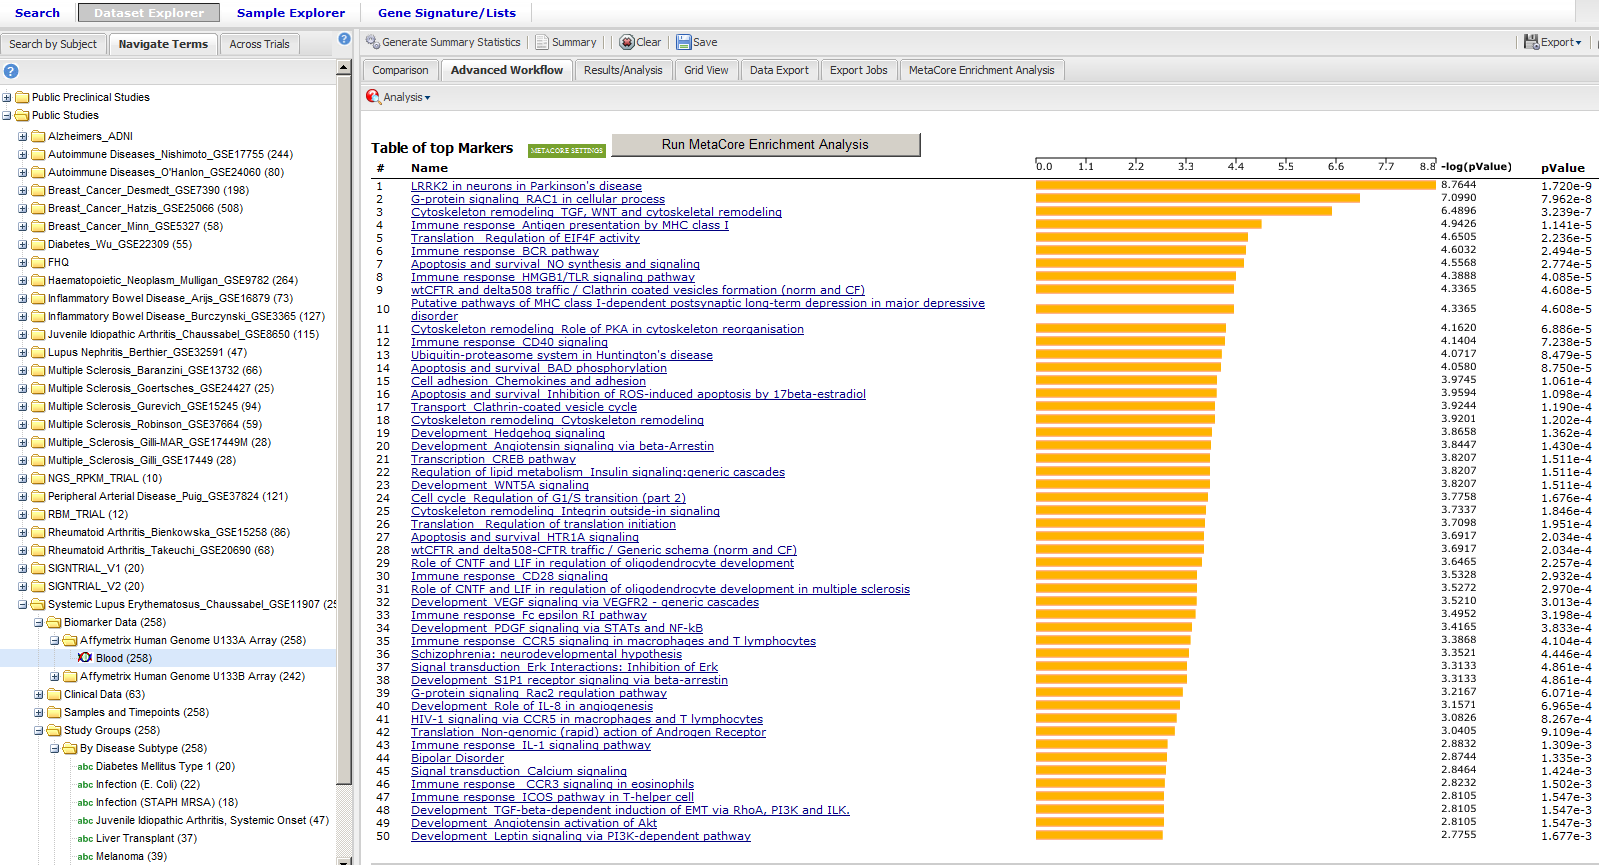 Search Dataset Explorer Sample Explorer Gene Signature/Lists
Search by Subject Navigate Terms Across Trials
Generate Summary Statistics Summary Clear Save Export
Comparison Advanced Workflow Results/Analysis Grid View Data Export Export Jobs MetaCore Enrichment Analysis
Analysis
Public Preclinical Studies
Public Studies
Alzheimers_ADNI
Autoimmune Diseases_Nishimoto_GSE17755 (244)
Autoimmune Diseases_O'Hanlon_GSE24060 (80)
Breast_Cancer_Desmedt_GSE7390 (198)
Breast_Cancer_Hatzis_GSE25066 (508)
Breast_Cancer_Minn_GSE5327 (58)
Diabetes_Wu_GSE22309 (55)
FHQ
Haematopoietic_Neoplasm_Mulligan_GSE9782 (264)
Inflammatory Bowel Disease_Arijs_GSE16879 (73)
Inflammatory Bowel Disease_Burczynski_GSE3365 (127)
Juvenile Idiopathic Arthritis_Chaussabel_GSE8650 (115)
Lupus Nephritis_Berthier_GSE32591 (47)
Multiple Sclerosis_Baranzini_GSE13732 (66)
Multiple Sclerosis_Goertsches_GSE24427 (25)
Multiple Sclerosis_Gurevich_GSE15245 (94)
Multiple Sclerosis_Robinson_GSE37664 (59)
Multiple_Sclerosis_Gilli-MAR_GSE17449M (28)
Multiple_Sclerosis_Gilli_GSE17449 (28)
NGS_RPKM_TRIAL (10)
Peripheral Arterial Disease_Puig_GSE37824 (121)
RBM_TRIAL (12)
Rheumatoid Arthritis_Bienkowska_GSE15258 (86)
Rheumatoid Arthritis_Takeuchi_GSE20690 (68)
SIGNTRIAL_V1 (20)
SIGNTRIAL_V2 (20)
Systemic Lupus Erythematosus_Chaussabel_GSE11907 (25
Biomarker Data (258)
Affymetrix Human Genome U133A Array (258)
Blood (258)
Affymetrix Human Genome U133B Array (242)
Clinical Data (63)
Samples and Timepoints (258)
Study Groups (258)
By Disease Subtype (258)
abc Diabetes Mellitus Type 1 (20)
abc Infection (E. Coli) (22)
abc Infection (STAPH MRSA) (18)
abc Juvenile Idiopathic Arthritis, Systemic Onset (47)
abc Liver Transplant (37)
abc Melanoma (39)
Table of top Markers METACORE SETTINGS Run MetaCore Enrichment Analysis
# Name 0.0 1.1 2.2 3.3 4.4 5.5 6.6 7.7 8.8 -log(pValue) pValue
1 LRRK2 in neurons in Parkinson's disease 8.7644 1.720e-9
2 G-protein signaling_RAC1 in cellular process 7.0990 7.962e-8
3 Cytoskeleton remodeling_TGF, WNT and cytoskeletal remodeling 6.4896 3.239e-7
4 Immune response_Antigen presentation by MHC class I 4.9426 1.141e-5
5 Translation _Regulation of EIF4F activity 4.6505 2.236e-5
6 Immune response_BCR pathway 4.6032 2.494e-5
7 Apoptosis and survival_NO synthesis and signaling 4.5568 2.774e-5
8 Immune response_HMGB1/TLR signaling pathway 4.3888 4.085e-5
9 wtCFTR and delta508 traffic / Clathrin coated vesicles formation (norm and CF) 4.3365 4.608e-5
10 Putative pathways of MHC class I-dependent postsynaptic long-term depression in major depressive
disorder 4.3365 4.608e-5
11 Cytoskeleton remodeling_Role of PKA in cytoskeleton reorganisation 4.1620 6.886e-5
12 Immune response_CD40 signaling 4.1404 7.238e-5
13 Ubiquitin-proteasome system in Huntington's disease 4.0717 8.479e-5
14 Apoptosis and survival_BAD phosphorylation 4.0580 8.750e-5
15 Cell adhesion_Chemokines and adhesion 3.9745 1.061e-4
16 Apoptosis and survival_Inhibition of ROS-induced apoptosis by 17beta-estradiol 3.9594 1.098e-4
17 Transport_Clathrin-coated vesicle cycle 3.9244 1.190e-4
18 Cytoskeleton remodeling_Cytoskeleton remodeling 3.9201 1.202e-4
19 Development_Hedgehog signaling 3.8658 1.362e-4
20 Development_Angiotensin signaling via beta-Arrestin 3.8447 1.430e-4
21 Transcription_CREB pathway 3.8207 1.511e-4
22 Regulation of lipid metabolism_Insulin signaling:generic cascades 3.8207 1.511e-4
23 Development_WNT5A signaling 3.8207 1.511e-4
24 Cell cycle_Regulation of G1/S transition (part 2) 3.7758 1.676e-4
25 Cytoskeleton remodeling_Integrin outside-in signaling 3.7337 1.846e-4
26 Translation _Regulation of translation initiation 3.7098 1.951e-4
27 Apoptosis and survival_HTR1A signaling 3.6917 2.034e-4
28 wtCFTR and delta508-CFTR traffic / Generic schema (norm and CF) 3.6917 2.034e-4
29 Role of CNTF and LIF in regulation of oligodendrocyte development 3.6465 2.257e-4
30 Immune response_CD28 signaling 3.5328 2.932e-4
31 Role of CNTF and LIF in regulation of oligodendrocyte development in multiple sclerosis 3.5272 2.970e-4
32 Development_VEGF signaling via VEGFR2 - generic cascades 3.5210 3.013e-4
33 Immune response_Fc epsilon RI pathway 3.4952 3.198e-4
34 Development_PDGF signaling via STATs and NF-kB 3.4165 3.833e-4
35 Immune response_CCR5 signaling in macrophages and T lymphocytes 3.3868 4.104e-4
36 Schizophrenia: neurodevelopmental hypothesis 3.3521 4.446e-4
37 Signal transduction_Erk Interactions: Inhibition of Erk 3.3133 4.861e-4
38 Development_S1P1 receptor signaling via beta-arrestin 3.3133 4.861e-4
39 G-protein signaling_Rac2 regulation pathway 3.2167 6.071e-4
40 Development_Role of IL-8 in angiogenesis 3.1571 6.965e-4
41 HIV-1 signaling via CCR5 in macrophages and T lymphocytes 3.0826 8.267e-4
42 Translation_Non-genomic (rapid) action of Androgen Receptor 3.0405 9.109e-4
43 Immune response_IL-1 signaling pathway 2.8832 1.309e-3
44 Bipolar Disorder 2.8744 1.335e-3
45 Signal transduction_Calcium signaling 2.8464 1.424e-3
46 Immune response_ CCR3 signaling in eosinophils 2.8232 1.502e-3
47 Immune response_ICOS pathway in T-helper cell 2.8105 1.547e-3
48 Development_TGF-beta-dependent induction of EMT via RhoA, PI3K and ILK. 2.8105 1.547e-3
49 Development_Angiotensin activation of Akt 2.8105 1.547e-3
50 Development_Leptin signaling via PI3K-dependent pathway 2.7755 1.677e-3